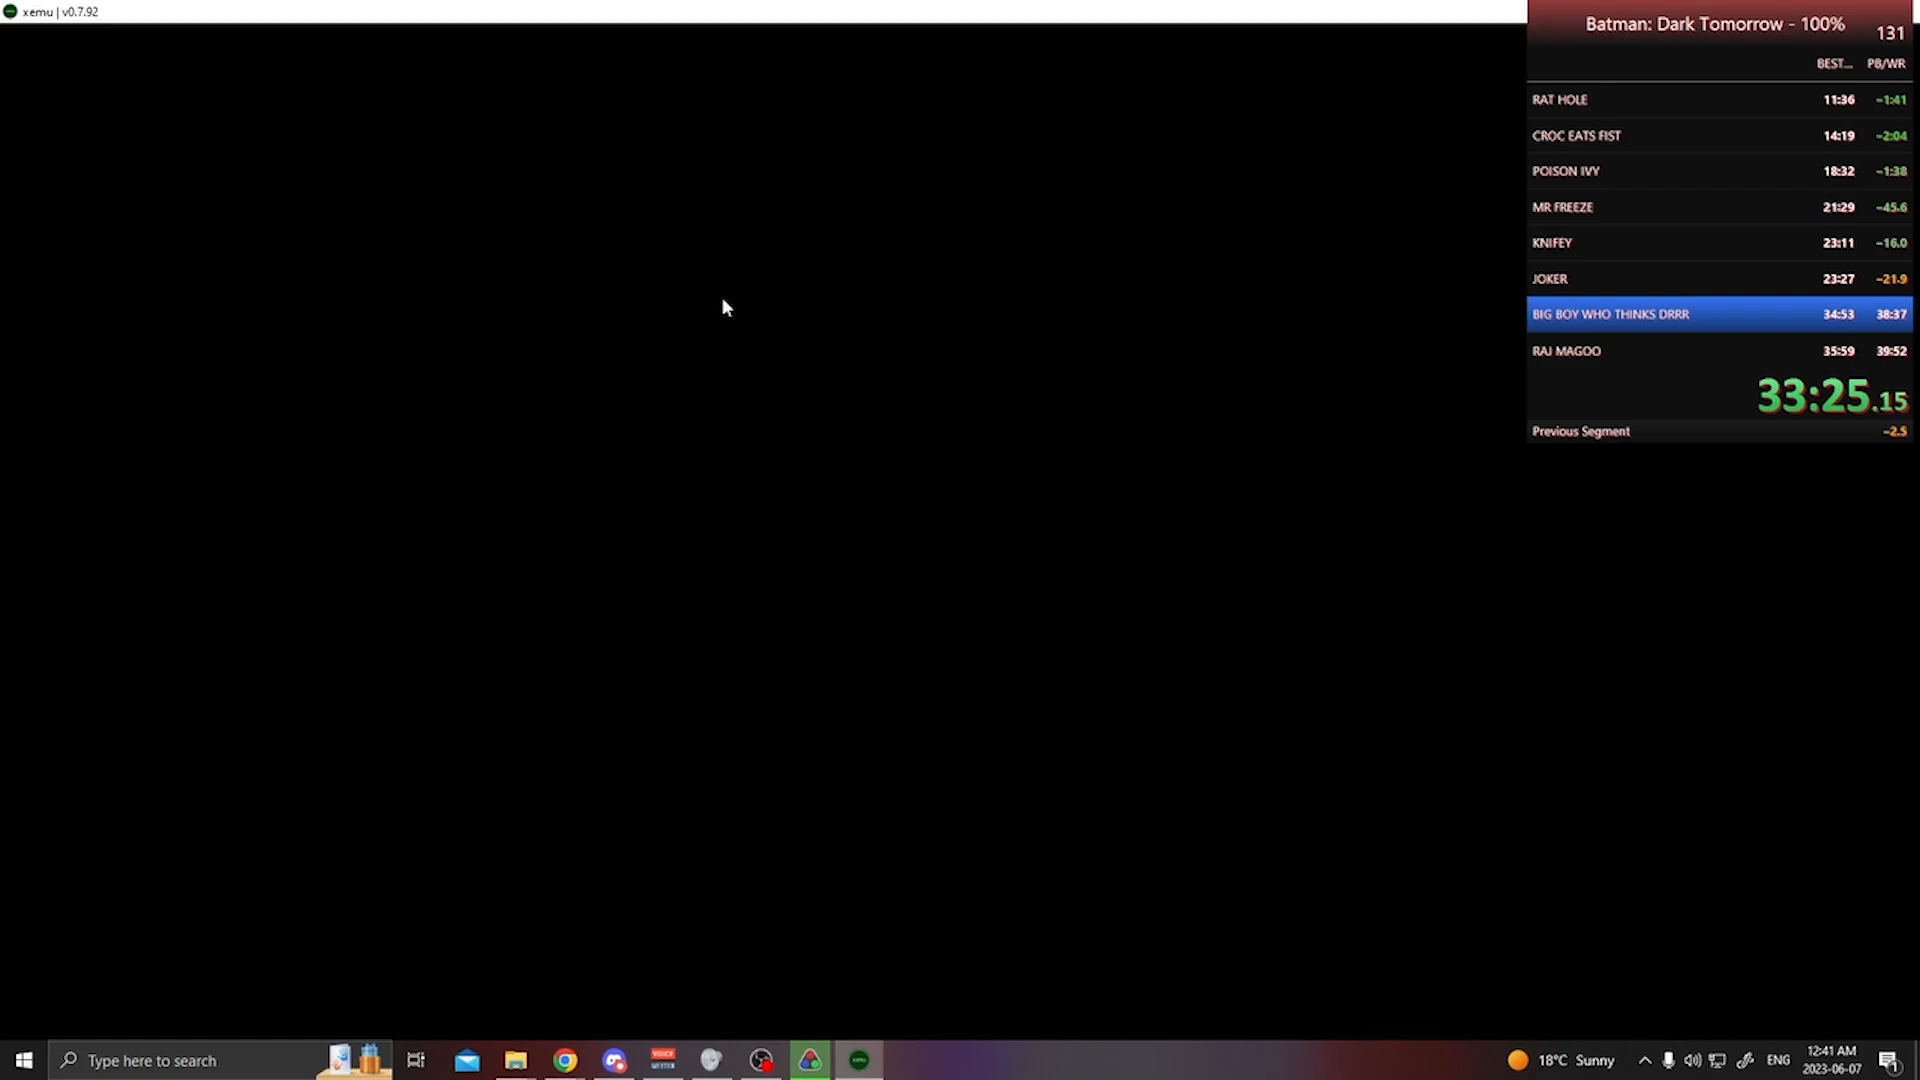 xemu | v0.7.92
Batman: Dark Tomorrow - 100%
131
BEST... PB/WR
RAT HOLE 11:36 -1:41
CROC EATS FIST 14:19 -2:04
POISON IVY 18:32 -1:38
MR FREEZE 21:29 -45.6
KNIFEY 23:11 -16.0
JOKER 23:27 -21.9
BIG BOY WHO THINKS DRRR 34:53 38:37
RAJ MAGOO 35:59 39:52
33:25.15
Previous Segment -2.5
Type here to search
18°C Sunny
ENG
12:41 AM
2023-06-07
1